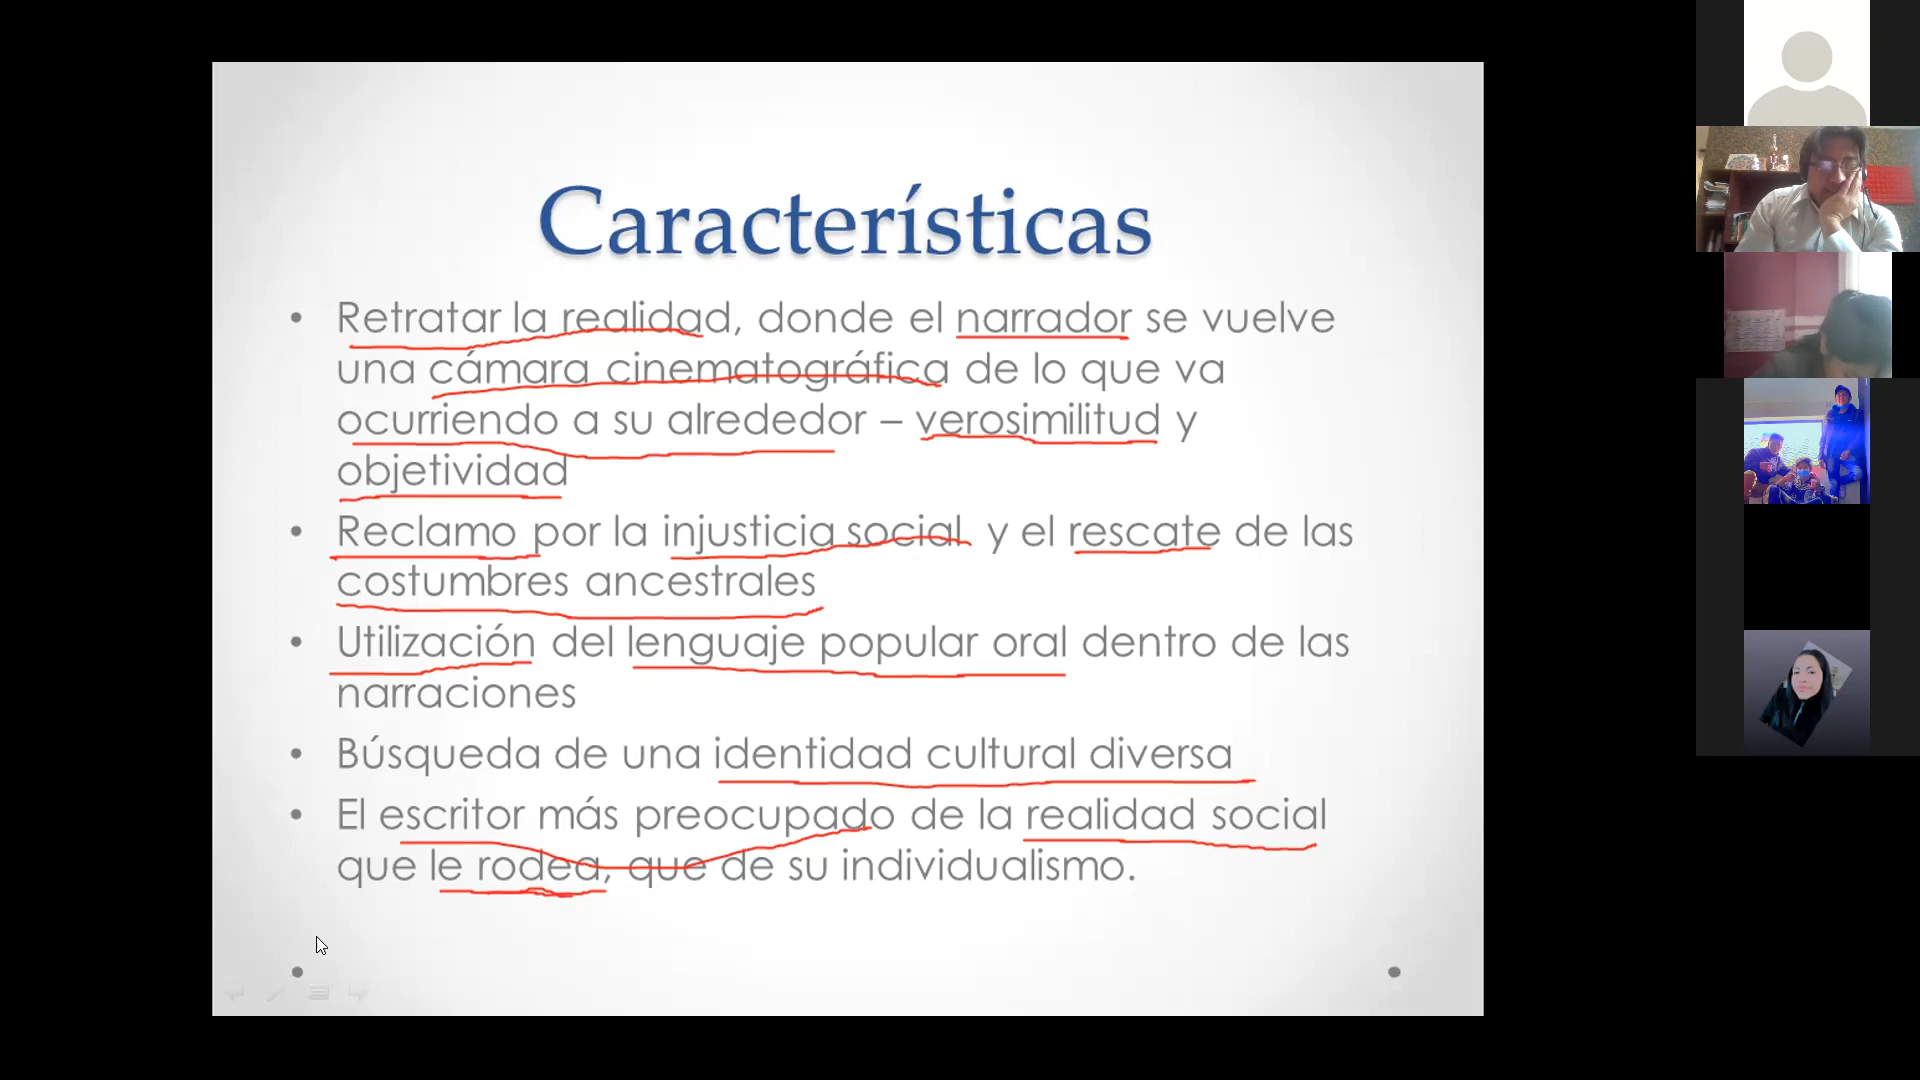 Características
• Retratar la realidad, donde el narrador se vuelve
una cámara cinematográfica de lo que va
ocurriendo a su alrededor – verosimilitud y
objetividad
• Reclamo por la injusticia social y el rescate de las
costumbres ancestrales
• Utilización del lenguaje popular oral dentro de las
narraciones
• Búsqueda de una identidad cultural diversa
• El escritor más preocupado de la realidad social
que le rodea, que de su individualismo.